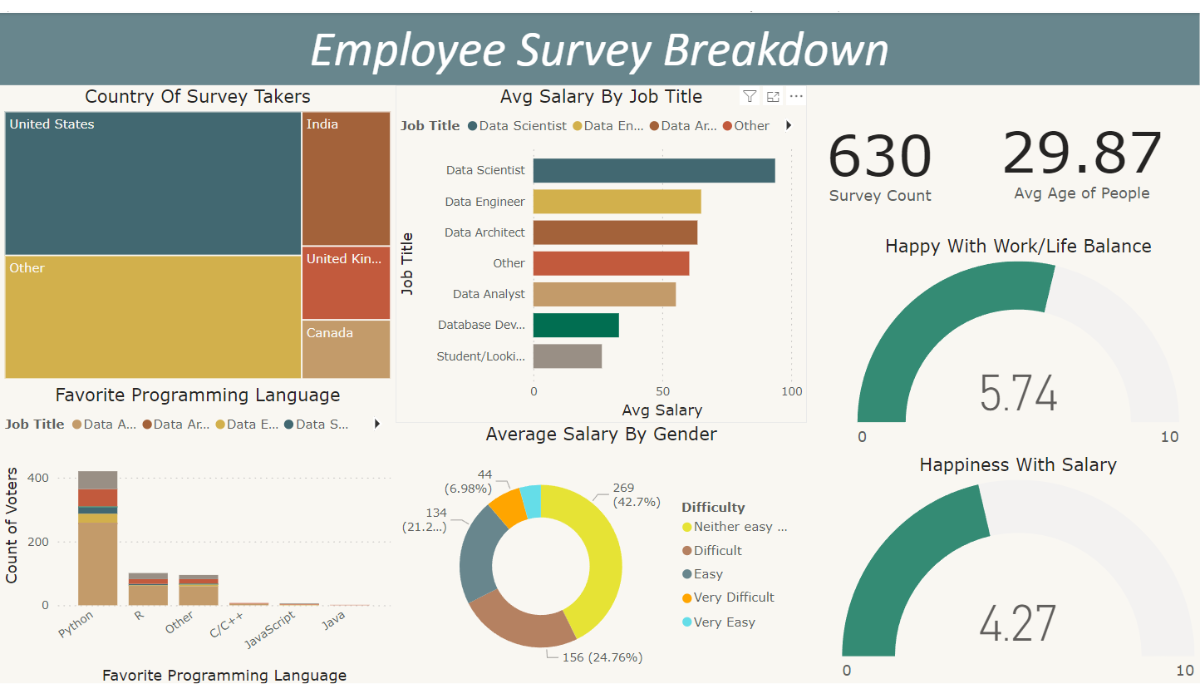 Employee Survey Breakdown
Country Of Survey Takers
United States
India
Other
United Kin...
Canada
Avg Salary By Job Title
Job Title Data Scientist Data En... Data Ar... Other
Job Title
Data Scientist
Data Engineer
Data Architect
Other
Data Analyst
Database Dev...
Student/Looki...
0 50 100
Avg Salary
630
Survey Count
29.87
Avg Age of People
Happy With Work/Life Balance
5.74
0 10
Favorite Programming Language
Job Title Data A... Data Ar... Data E... Data S...
Count of Voters
400
200
0
Python R Other C/C++ JavaScript Java
Favorite Programming Language
Average Salary By Gender
44
(6.98%)
269
(42.7%)
134
(21.2...)
156 (24.76%)
Difficulty
Neither easy ...
Difficult
Easy
Very Difficult
Very Easy
Happiness With Salary
4.27
0 10